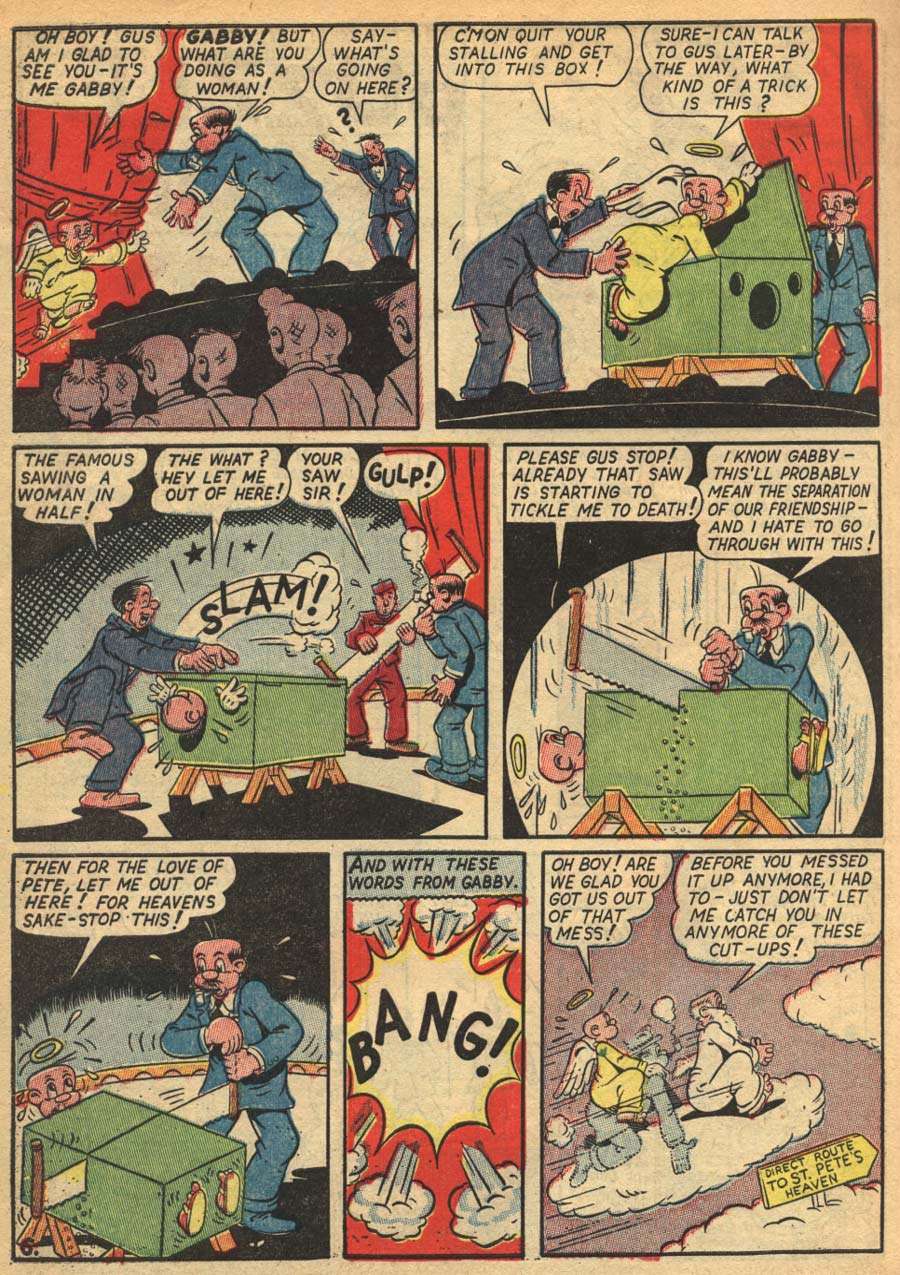 OH BOY! GUS
AM I GLAD TO
SEE YOU-IT'S
ME GABBY!
GABBY! BUT
WHAT ARE YOU
DOING AS A
WOMAN!
SAY-
WHAT'S
GOING
ON HERE?
?
C'MON QUIT YOUR
STALLING AND GET
INTO THIS BOX!
SURE-I CAN TALK
TO GUS LATER-BY
THE WAY, WHAT
KIND OF A TRICK
IS THIS?
THE FAMOUS
SAWING A
WOMAN IN
HALF!
THE WHAT?
HEY LET ME
OUT OF HERE!
YOUR
SAW
SIR!
GULP!
SLAM!
PLEASE GUS STOP!
ALREADY THAT SAW
IS STARTING TO
TICKLE ME TO DEATH!
I KNOW GABBY-
THIS'LL PROBABLY
MEAN THE SEPARATION
OF OUR FRIENDSHIP-
AND I HATE TO GO
THROUGH WITH THIS!
THEN FOR THE LOVE OF
PETE, LET ME OUT OF
HERE! FOR HEAVENS
SAKE-STOP THIS!
6.
AND WITH THESE
WORDS FROM GABBY.
BANG!
OH BOY! ARE
WE GLAD YOU
GOT US OUT
OF THAT
MESS!
BEFORE YOU MESSED
IT UP ANYMORE, I HAD
TO-JUST DON'T LET
ME CATCH YOU IN
ANYMORE OF THESE
CUT-UPS!
DIRECT ROUTE
TO ST. PETE'S
HEAVEN